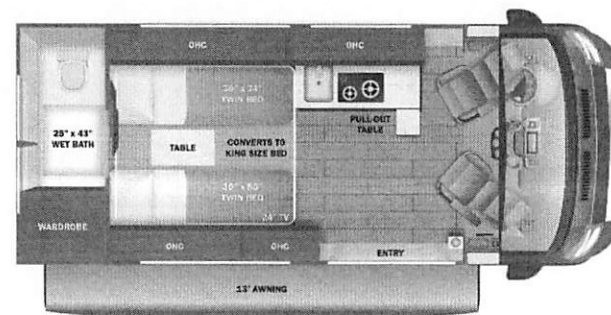 OHC
OHC
TWIN BED
25" x 43"
WET BATH
PULL-OUT
TABLE
TABLE
CONVERTS TO
KING SIZE BED
TWIN BED
24" TV
WARDROBE
OHC
OHC
ENTRY
13' AWNING